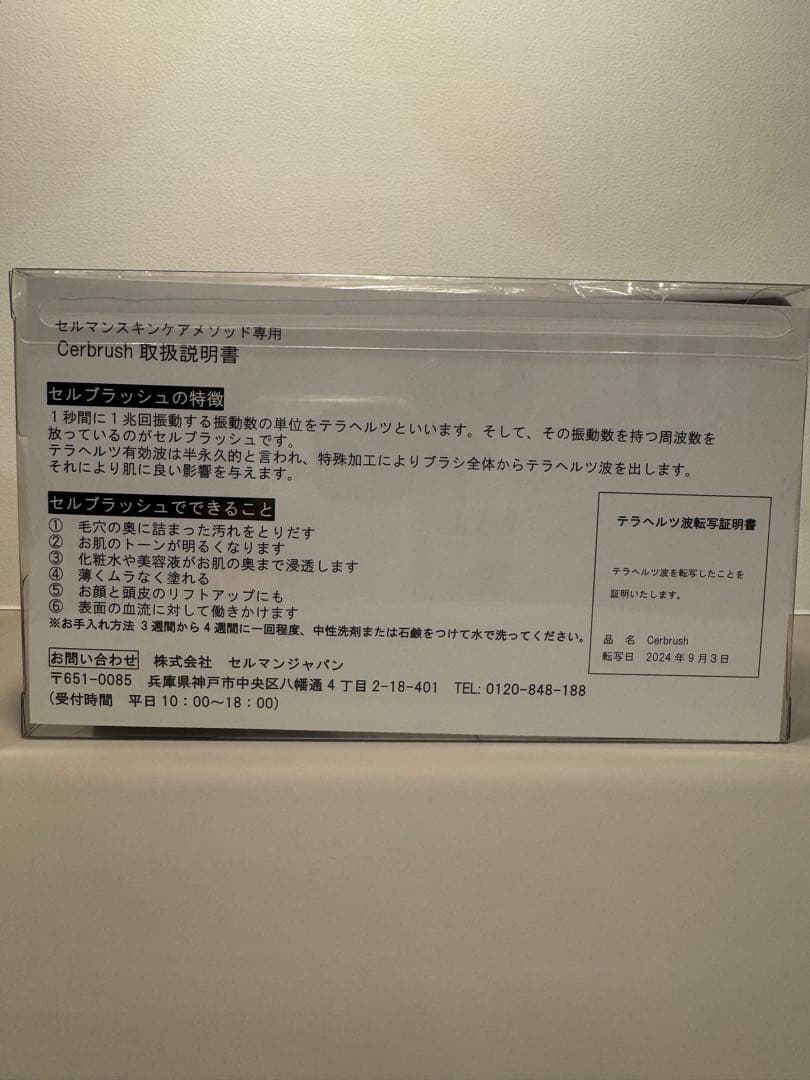 セルマンスキンケアメソッド専用
Cerbrush 取扱説明書
セルブラッシュの特徴
１秒間に１兆回振動する振動数の単位をテラヘルツといいます。そして、その振動数を持つ周波数を
放っているのがセルブラッシュです。
テラヘルツ有効波は半永久的と言われ、特殊加工によりブラシ全体からテラヘルツ波を出します。
それにより肌に良い影響を与えます。
セルブラッシュでできること
① 毛穴の奥に詰まった汚れをとりだす
② お肌のトーンが明るくなります
③ 化粧水や美容液がお肌の奥まで浸透します
④ 薄くムラなく塗れる
⑤ お顔と頭皮のリフトアップにも
⑥ 表面の血流に対して働きかけます
※お手入れ方法 3週間から4週間に一回程度、中性洗剤または石鹸をつけて水で洗ってください。
お問い合わせ 株式会社 セルマンジャパン
〒651-0085 兵庫県神戸市中央区八幡通４丁目2-18-401 TEL: 0120-848-188
（受付時間 平日10：00～18：00）
テラヘルツ波転写証明書
テラヘルツ波を転写したことを
証明いたします。
品 名 Cerbrush
転写日 2024年9月3日